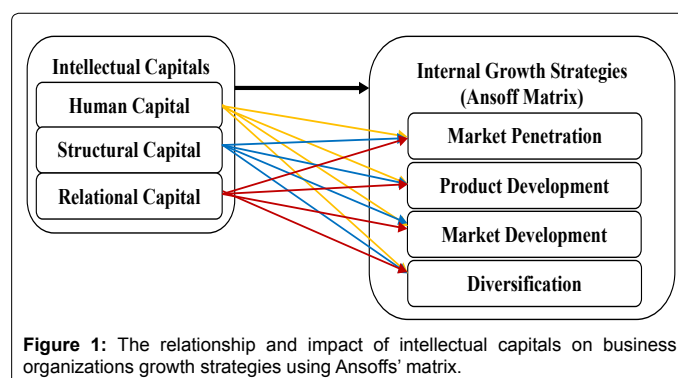 Intellectual Capitals
Human Capital
Structural Capital
Relational Capital
Internal Growth Strategies
(Ansoff Matrix)
Market Penetration
Product Development
Market Development
Diversification
Figure 1: The relationship and impact of intellectual capitals on business
organizations growth strategies using Ansoffs’ matrix.